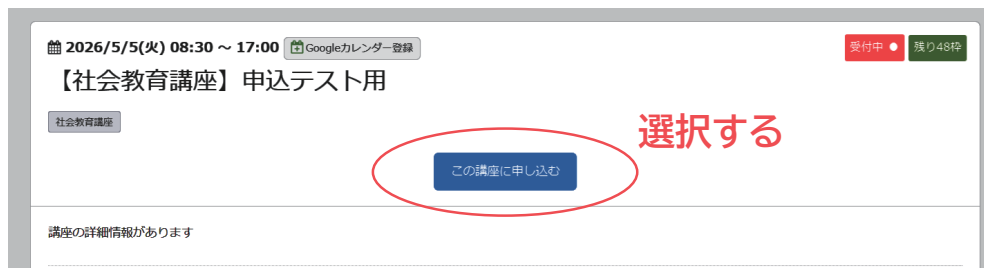 2026/5/5(火) 08:30 ~ 17:00 Googleカレンダー登録
受付中 ● 残り48枠
【社会教育講座】申込テスト用
社会教育講座
選択する
この講座に申し込む
講座の詳細情報があります